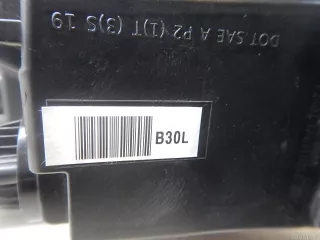 DOT SAE A P2 (1)T (3)S 19
B30L